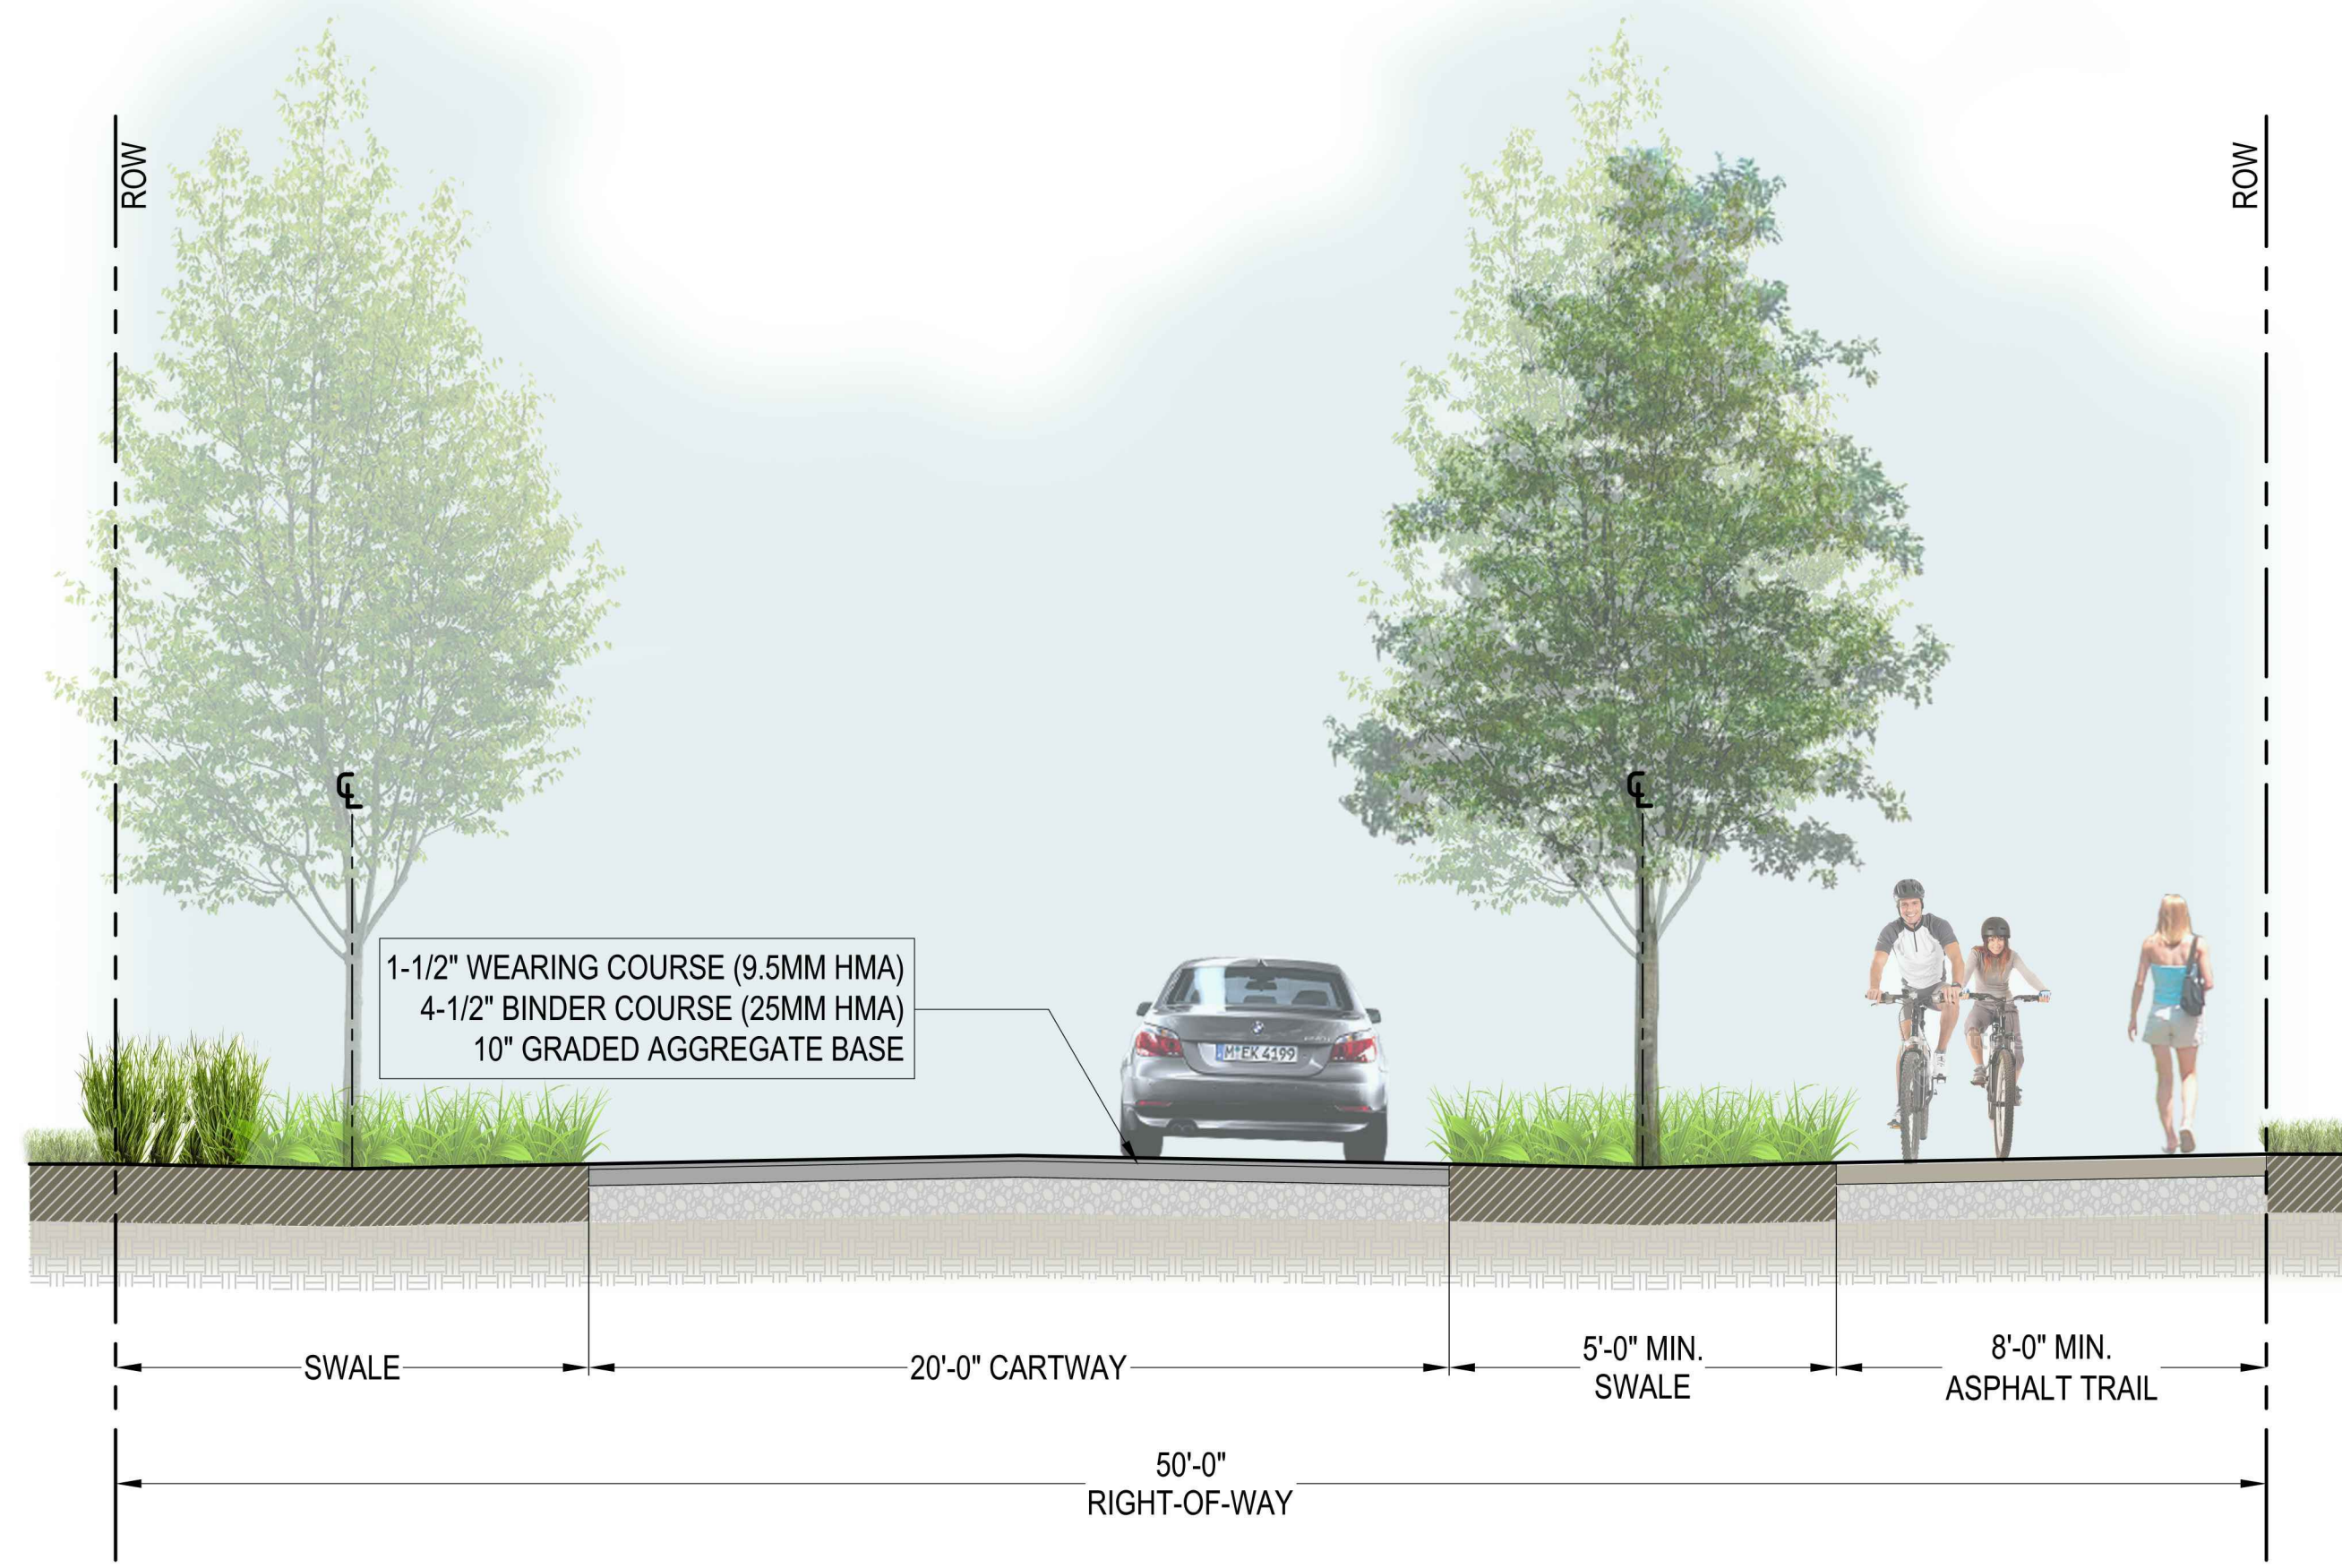 ROW
ROW
℄
℄
1-1/2" WEARING COURSE (9.5MM HMA)
4-1/2" BINDER COURSE (25MM HMA)
10" GRADED AGGREGATE BASE
M EK 4199
SWALE
20'-0" CARTWAY
5'-0" MIN.
SWALE
8'-0" MIN.
ASPHALT TRAIL
50'-0"
RIGHT-OF-WAY